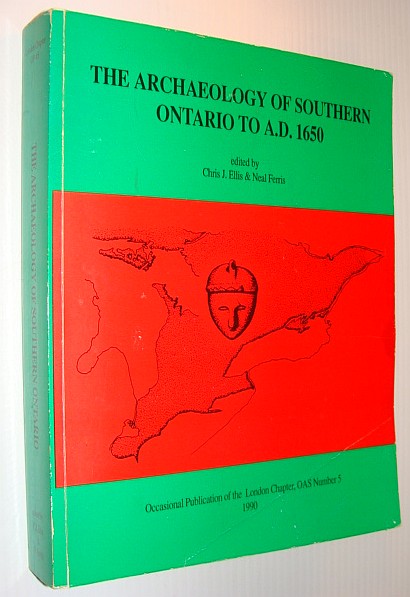 THE ARCHAEOLOGY OF SOUTHERN
ONTARIO TO A.D. 1650
edited by
Chris J. Ellis & Neal Ferris
Occasional Publication of the London Chapter, OAS Number 5
1990
THE ARCHAEOLOGY OF SOUTHERN ONTARIO